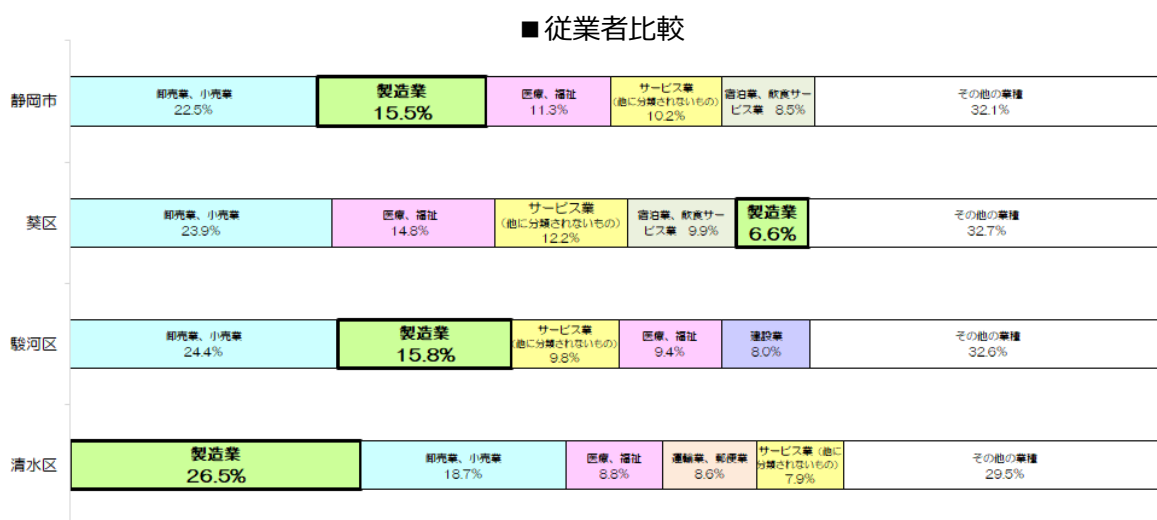 ■従業者比較
静岡市
卸売業、小売業
22.5%
製造業
15.5%
医療、福祉
11.3%
サービス業
(他に分類されないもの)
10.2%
宿泊業、飲食サー
ビス業 8.5%
その他の業種
32.1%
葵区
卸売業、小売業
23.9%
医療、福祉
14.8%
サービス業
(他に分類されないもの)
12.2%
宿泊業、飲食サー
ビス業 9.9%
製造業
6.6%
その他の業種
32.7%
駿河区
卸売業、小売業
24.4%
製造業
15.8%
サービス業
(他に分類されないもの)
9.8%
医療、福祉
9.4%
建設業
8.0%
その他の業種
32.6%
清水区
製造業
26.5%
卸売業、小売業
18.7%
医療、福祉
8.8%
運輸業、郵便業
8.6%
サービス業(他に
分類されないもの)
7.9%
その他の業種
29.5%